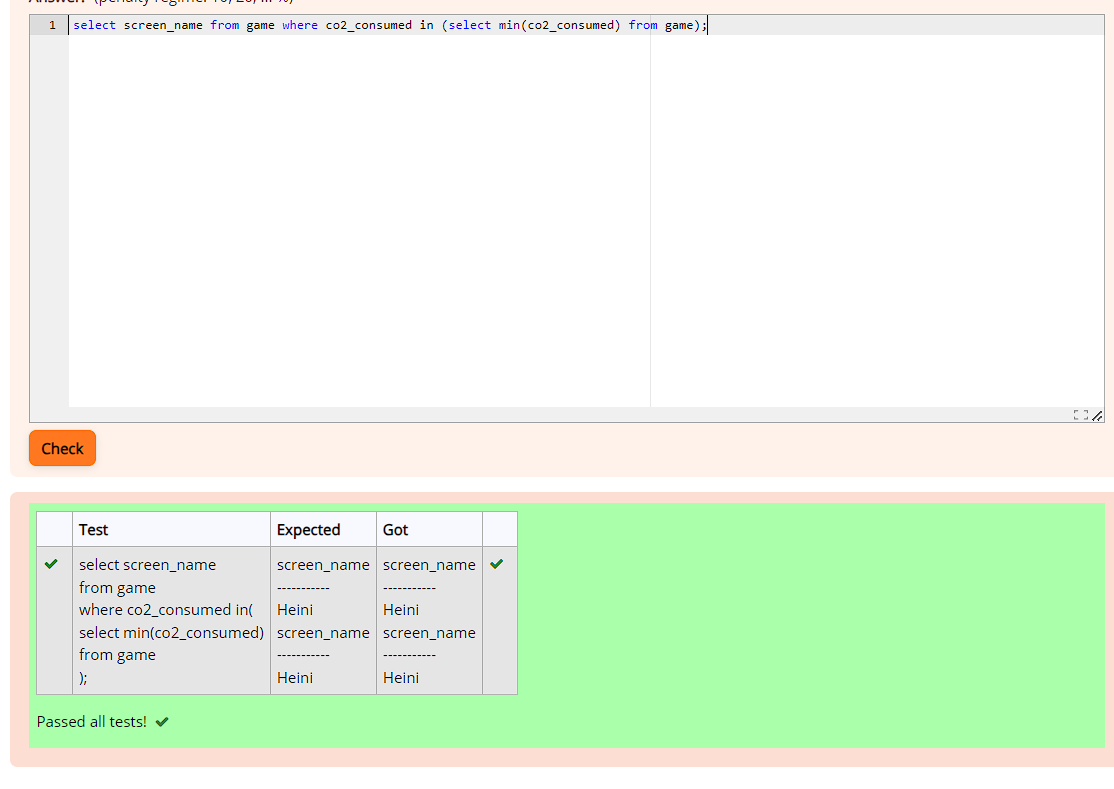 Answer: (penalty regime: 10, 20, ... %)
1 select screen_name from game where co2_consumed in (select min(co2_consumed) from game);
Check
Test Expected Got
select screen_name screen_name screen_name
from game ----------- -----------
where co2_consumed in( Heini Heini
select min(co2_consumed) screen_name screen_name
from game ----------- -----------
); Heini Heini
Passed all tests!